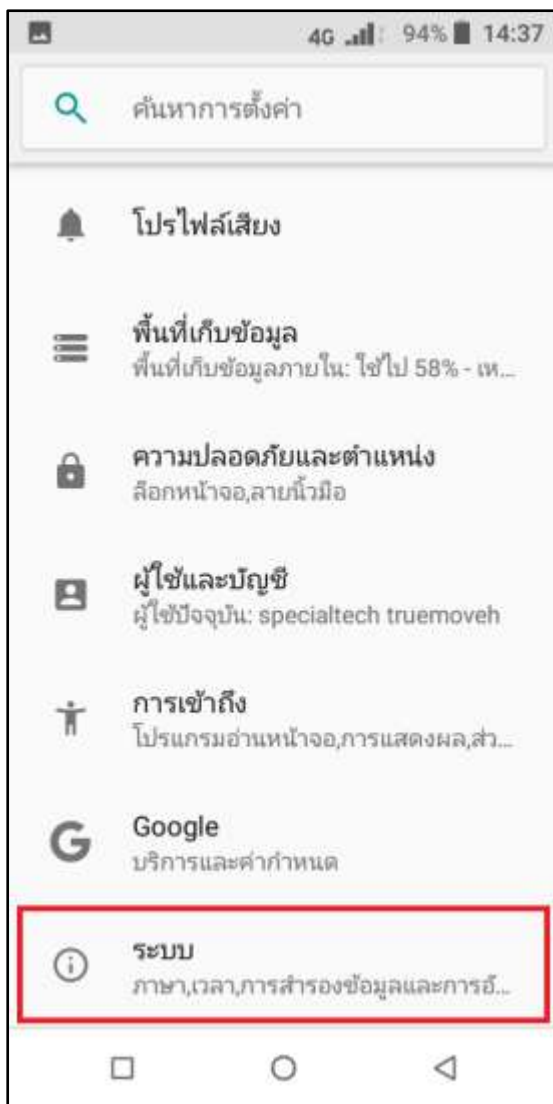 4G 94% 14:37
ค้นหาการตั้งค่า
โปรไฟล์เสียง
พื้นที่เก็บข้อมูล
พื้นที่เก็บข้อมูลภายใน: ใช้ไป 58% - เห...
ความปลอดภัยและตำแหน่ง
ล็อกหน้าจอ,ลายนิ้วมือ
ผู้ใช้และบัญชี
ผู้ใช้ปัจจุบัน: specialtech truemoveh
การเข้าถึง
โปรแกรมอ่านหน้าจอ,การแสดงผล,ส่ว...
Google
บริการและค่ากำหนด
ระบบ
ภาษา,เวลา,การสำรองข้อมูลและการอั...